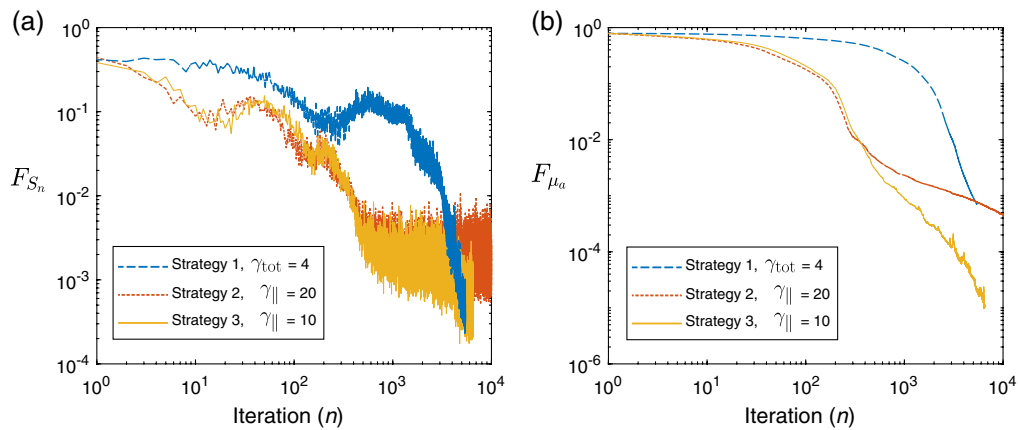 (a)
10^0
10^-1
10^-2
10^-3
10^-4
F_{S_n}
10^0 10^1 10^2 10^3 10^4
Iteration (n)
Strategy 1, γ_tot = 4
Strategy 2, γ_∥ = 20
Strategy 3, γ_∥ = 10
(b)
10^0
10^-2
10^-4
10^-6
F_{μ_a}
10^0 10^1 10^2 10^3 10^4
Iteration (n)
Strategy 1, γ_tot = 4
Strategy 2, γ_∥ = 20
Strategy 3, γ_∥ = 10